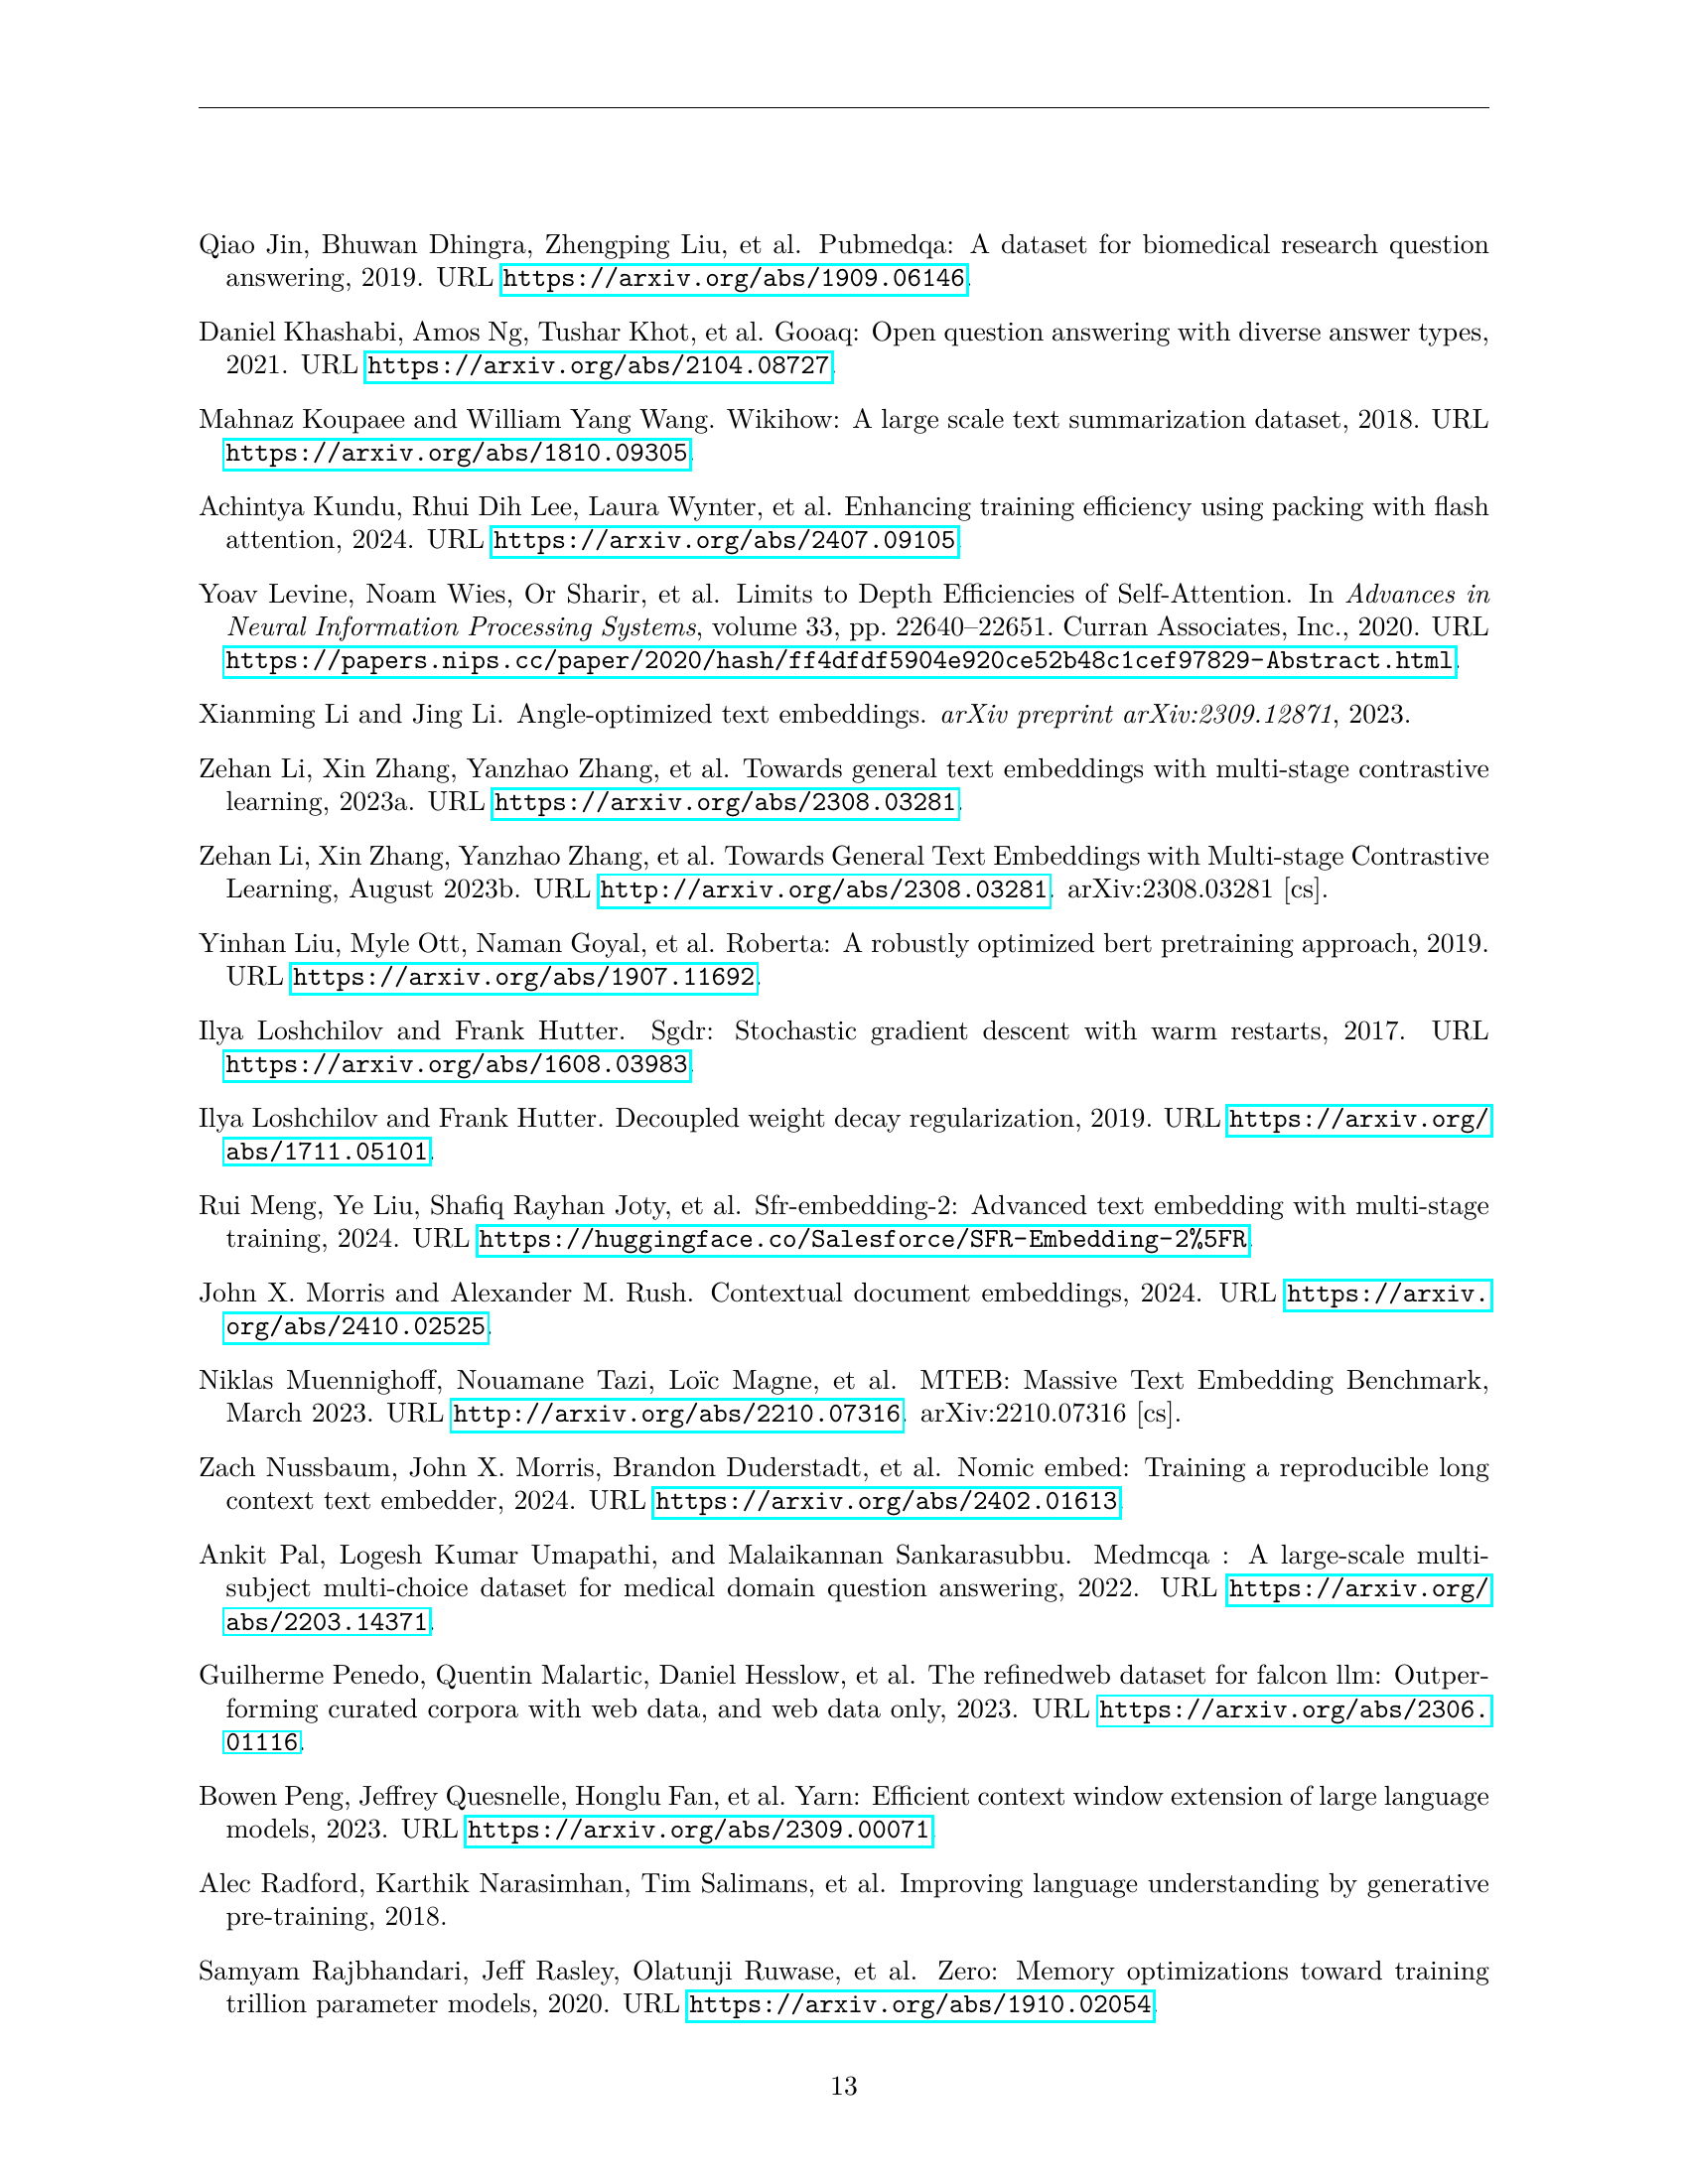 Qiao Jin, Bhuwan Dhingra, Zhengping Liu, et al. Pubmedqa: A dataset for biomedical research question
answering, 2019. URL https://arxiv.org/abs/1909.06146.
Daniel Khashabi, Amos Ng, Tushar Khot, et al. Gooaq: Open question answering with diverse answer types,
2021. URL https://arxiv.org/abs/2104.08727.
Mahnaz Koupaee and William Yang Wang. Wikihow: A large scale text summarization dataset, 2018. URL
https://arxiv.org/abs/1810.09305.
Achintya Kundu, Rhui Dih Lee, Laura Wynter, et al. Enhancing training efficiency using packing with flash
attention, 2024. URL https://arxiv.org/abs/2407.09105.
Yoav Levine, Noam Wies, Or Sharir, et al. Limits to Depth Efficiencies of Self-Attention. In Advances in
Neural Information Processing Systems, volume 33, pp. 22640–22651. Curran Associates, Inc., 2020. URL
https://papers.nips.cc/paper/2020/hash/ff4dfdf5904e920ce52b48c1cef97829-Abstract.html.
Xianming Li and Jing Li. Angle-optimized text embeddings. arXiv preprint arXiv:2309.12871, 2023.
Zehan Li, Xin Zhang, Yanzhao Zhang, et al. Towards general text embeddings with multi-stage contrastive
learning, 2023a. URL https://arxiv.org/abs/2308.03281.
Zehan Li, Xin Zhang, Yanzhao Zhang, et al. Towards General Text Embeddings with Multi-stage Contrastive
Learning, August 2023b. URL http://arxiv.org/abs/2308.03281. arXiv:2308.03281 [cs].
Yinhan Liu, Myle Ott, Naman Goyal, et al. Roberta: A robustly optimized bert pretraining approach, 2019.
URL https://arxiv.org/abs/1907.11692.
Ilya Loshchilov and Frank Hutter. Sgdr: Stochastic gradient descent with warm restarts, 2017. URL
https://arxiv.org/abs/1608.03983.
Ilya Loshchilov and Frank Hutter. Decoupled weight decay regularization, 2019. URL https://arxiv.org/
abs/1711.05101.
Rui Meng, Ye Liu, Shafiq Rayhan Joty, et al. Sfr-embedding-2: Advanced text embedding with multi-stage
training, 2024. URL https://huggingface.co/Salesforce/SFR-Embedding-2%5FR.
John X. Morris and Alexander M. Rush. Contextual document embeddings, 2024. URL https://arxiv.
org/abs/2410.02525.
Niklas Muennighoff, Nouamane Tazi, Loïc Magne, et al. MTEB: Massive Text Embedding Benchmark,
March 2023. URL http://arxiv.org/abs/2210.07316. arXiv:2210.07316 [cs].
Zach Nussbaum, John X. Morris, Brandon Duderstadt, et al. Nomic embed: Training a reproducible long
context text embedder, 2024. URL https://arxiv.org/abs/2402.01613.
Ankit Pal, Logesh Kumar Umapathi, and Malaikannan Sankarasubbu. Medmcqa : A large-scale multi-
subject multi-choice dataset for medical domain question answering, 2022. URL https://arxiv.org/
abs/2203.14371.
Guilherme Penedo, Quentin Malartic, Daniel Hesslow, et al. The refinedweb dataset for falcon llm: Outper-
forming curated corpora with web data, and web data only, 2023. URL https://arxiv.org/abs/2306.
01116.
Bowen Peng, Jeffrey Quesnelle, Honglu Fan, et al. Yarn: Efficient context window extension of large language
models, 2023. URL https://arxiv.org/abs/2309.00071.
Alec Radford, Karthik Narasimhan, Tim Salimans, et al. Improving language understanding by generative
pre-training, 2018.
Samyam Rajbhandari, Jeff Rasley, Olatunji Ruwase, et al. Zero: Memory optimizations toward training
trillion parameter models, 2020. URL https://arxiv.org/abs/1910.02054.
13